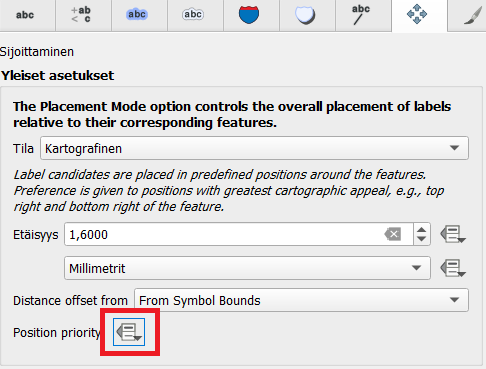 abc
+ab
< c
abc
abc
abc
Sijoittaminen
Yleiset asetukset
The Placement Mode option controls the overall placement of labels
relative to their corresponding features.
Tila Kartografinen
Label candidates are placed in predefined positions around the features.
Preference is given to positions with greatest cartographic appeal, e.g., top
right and bottom right of the feature.
Etäisyys 1,6000
Millimetrit
Distance offset from From Symbol Bounds
Position priority